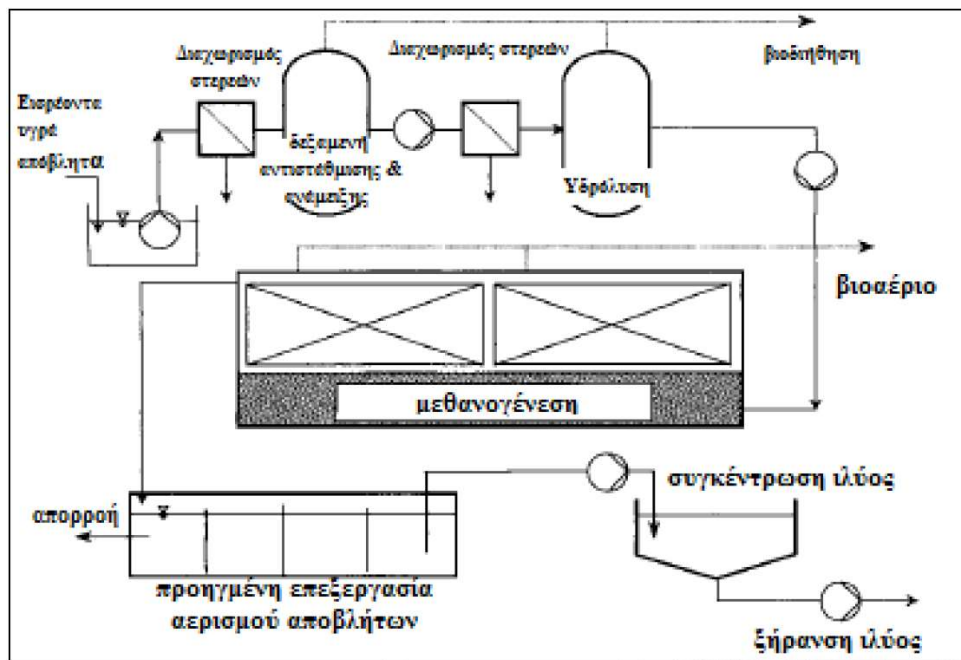 Διαχωρισμός
στερεών
Διαχωρισμός στερεών
βιοδιήθηση
Εισρέοντα
υγρά
απόβλητα
δεξαμενή
αντιστάθμισης &
ανάμειξης
Υδρόλυση
βιοαέριο
μεθανογένεση
συγκέντρωση ιλύος
απορροή
προηγμένη επεξεργασία
αερισμού αποβλήτων
ξήρανση ιλύος